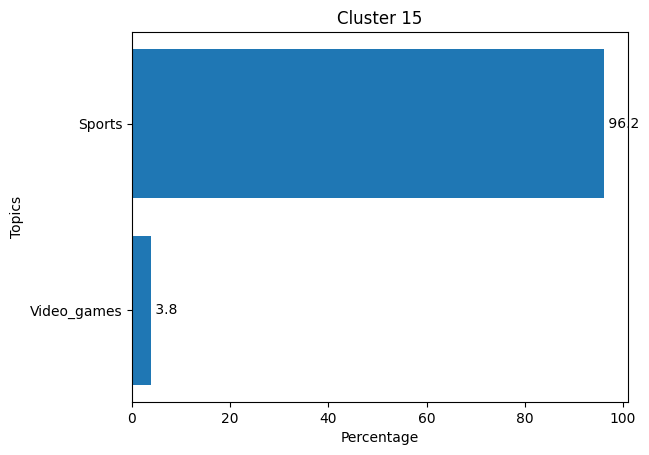 Cluster 15
Topics
Sports
96.2
Video_games
3.8
0 20 40 60 80 100
Percentage